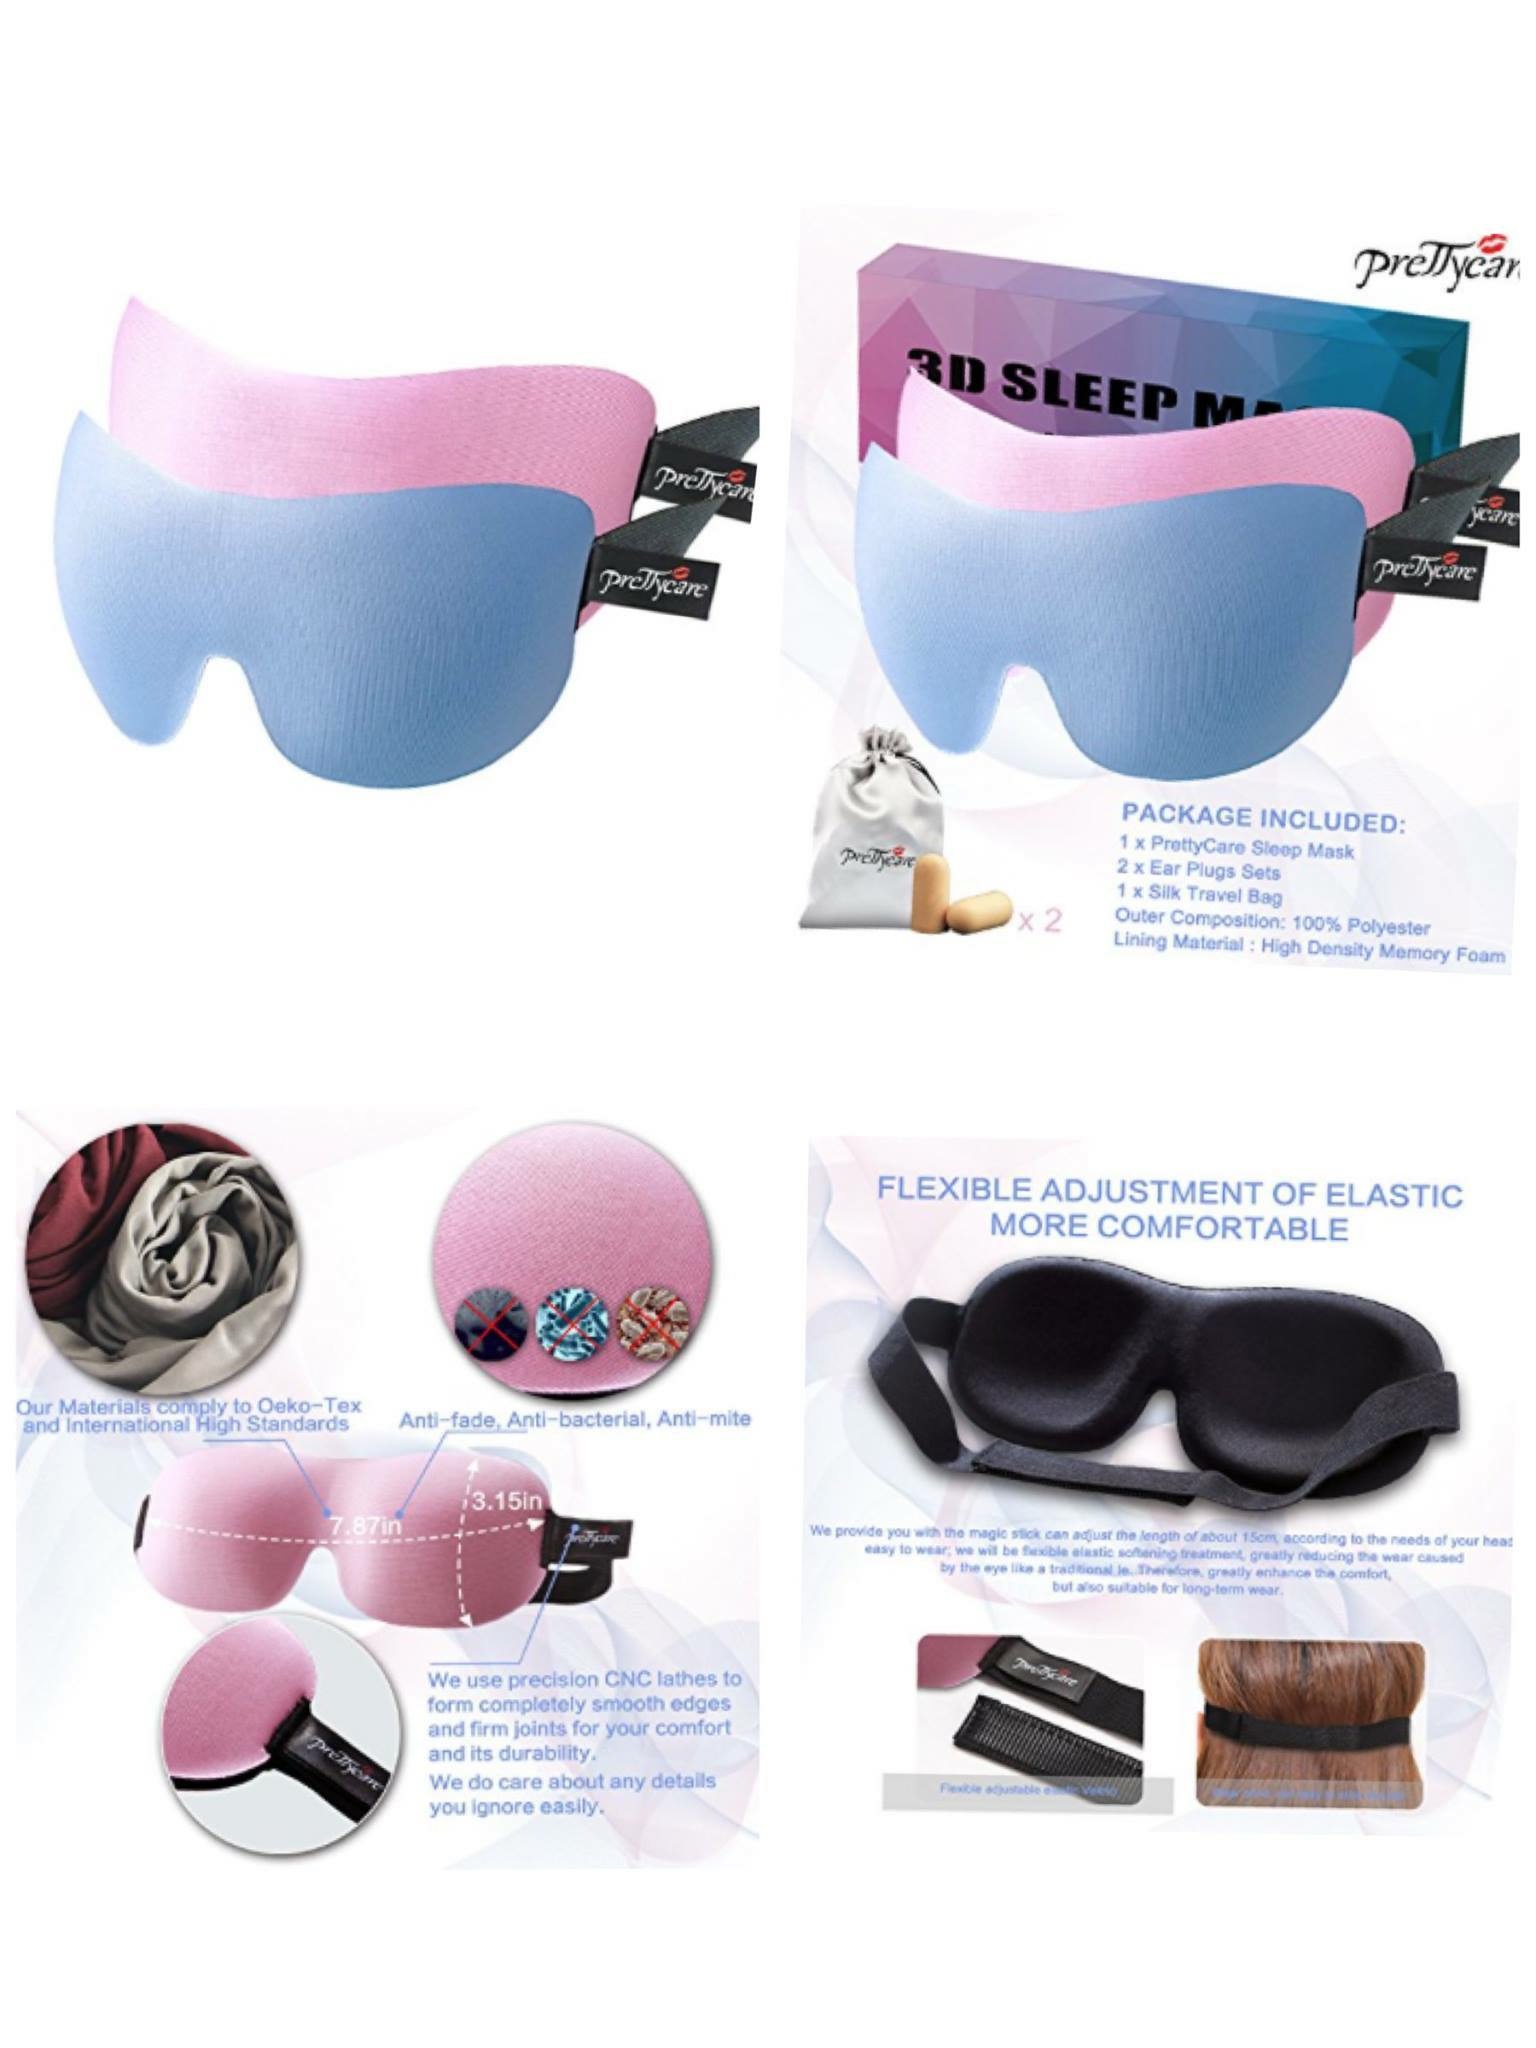 prettycare
prettycare
3D SLEEP
prettycare
prettycare
PACKAGE INCLUDED:
1 x PrettyCare Sleep Mask
2 x Ear Plugs Sets
1 x Silk Travel Bag
Outer Composition: 100% Polyester
Lining Material : High Density Memory Foam
prettycare
x 2
Our Materials comply to Oeko-Tex
and International High Standards
Anti-fade, Anti-bacterial, Anti-mite
3.15in
7.87in
prettycare
prettycare
We use precision CNC lathes to
form completely smooth edges
and firm joints for your comfort
and its durability.
We do care about any details
you ignore easily.
FLEXIBLE ADJUSTMENT OF ELASTIC
MORE COMFORTABLE
We provide you with the magic stick can adjust the length of about 15cm, according to the needs of your head
easy to wear; we will be flexible elastic softening treatment, greatly reducing the wear caused
by the eye like a traditional le. Therefore, greatly enhance the comfort,
but also suitable for long-term wear.
prettycare
Flexible adjustable elastic